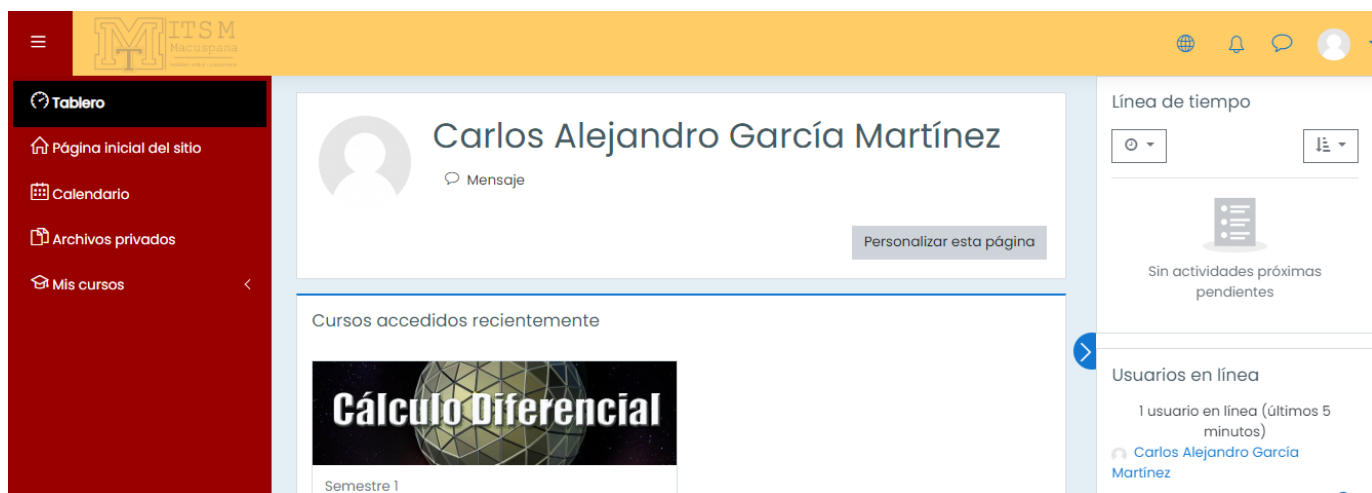 ITSM
Macuspana
Tablero
Página inicial del sitio
Calendario
Archivos privados
Mis cursos
Carlos Alejandro García Martínez
Mensaje
Personalizar esta página
Cursos accedidos recientemente
Cálculo Diferencial
Semestre 1
Línea de tiempo
Sin actividades próximas
pendientes
Usuarios en línea
1 usuario en línea (últimos 5
minutos)
Carlos Alejandro García
Martínez